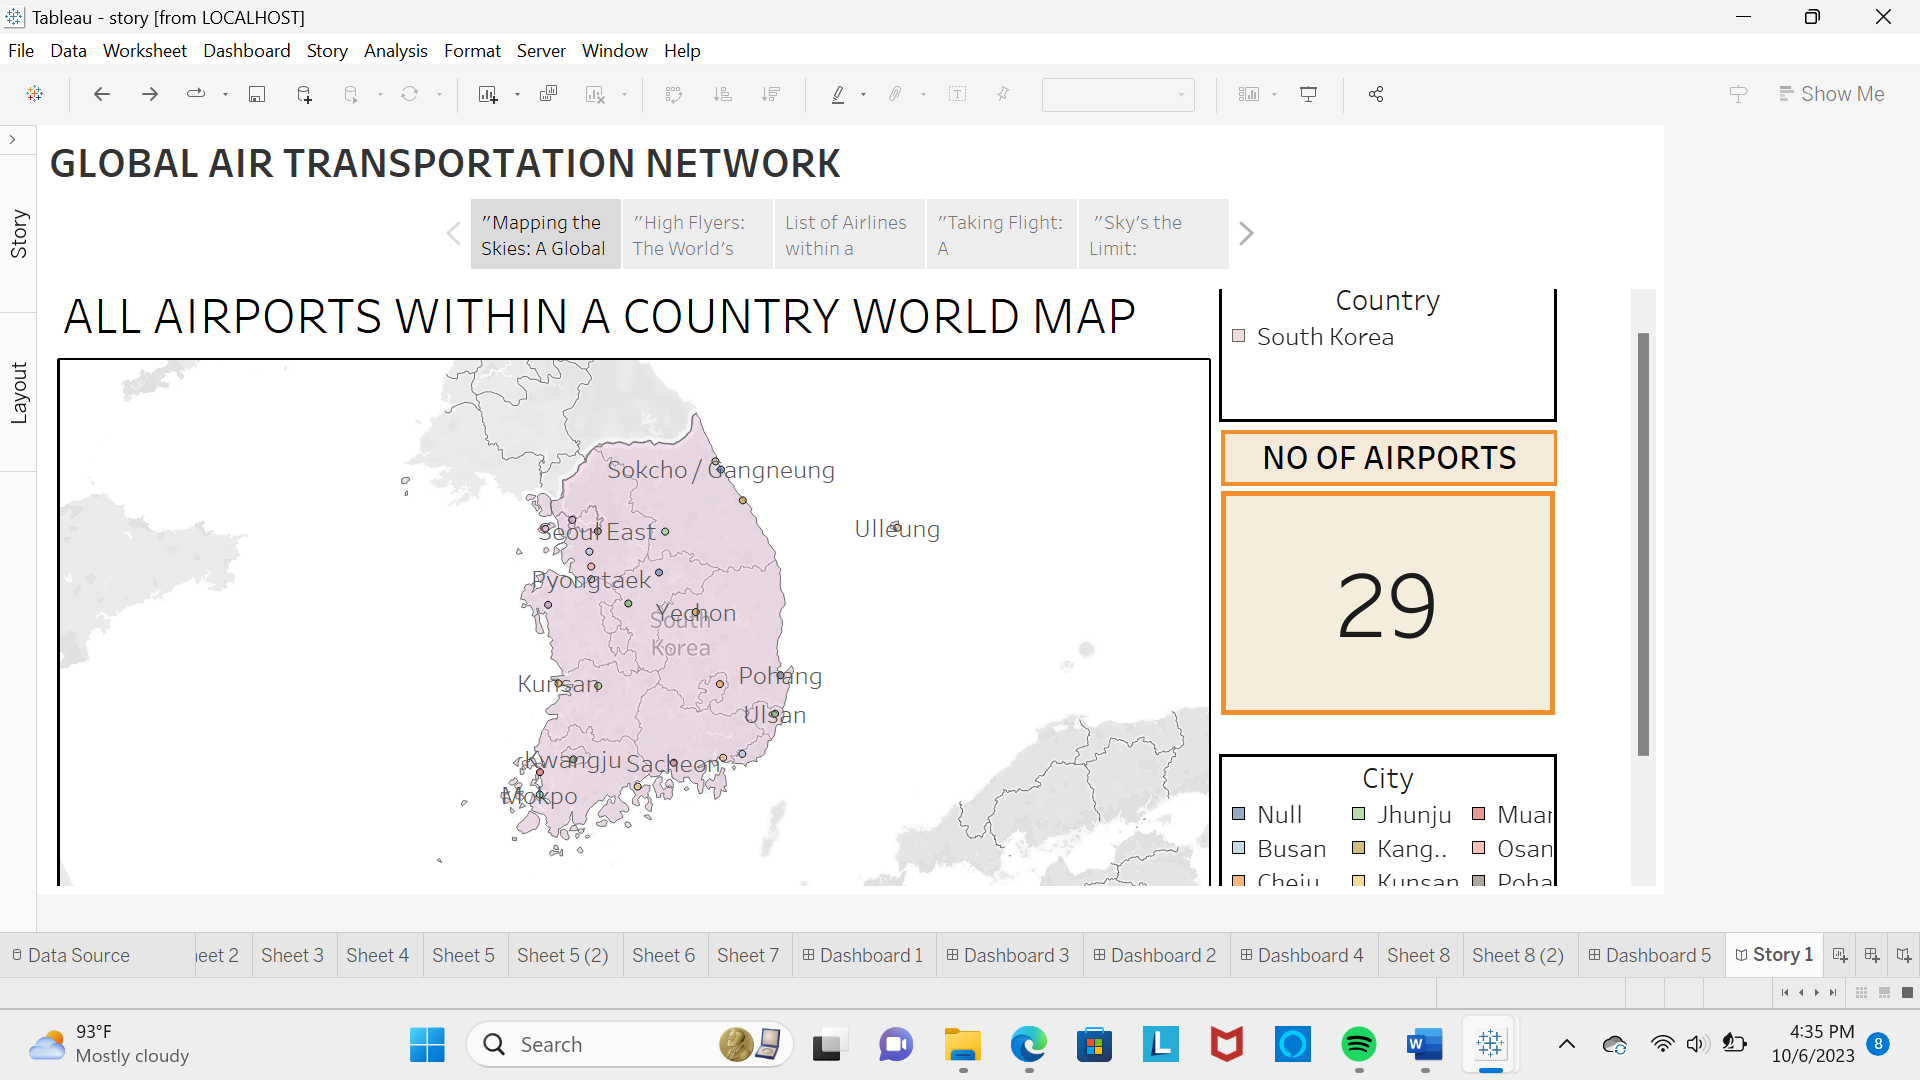 Tableau - story [from LOCALHOST]
File Data Worksheet Dashboard Story Analysis Format Server Window Help
Show Me
Story
Layout
GLOBAL AIR TRANSPORTATION NETWORK
"Mapping the
Skies: A Global
"High Flyers:
The World's
List of Airlines
within a
"Taking Flight:
A
"Sky's the
Limit:
ALL AIRPORTS WITHIN A COUNTRY WORLD MAP
Sokcho / Gangneung
Seoul East
Ulleung
Pyongtaek
Yechon
South
Korea
Kunsan
Pohang
Ulsan
Kwangju Sacheon
Mokpo
Country
South Korea
NO OF AIRPORTS
29
City
Null Jhunju Muan
Busan Kang.. Osan
Cheju Kunsan Poha
Data Source
eet 2 Sheet 3 Sheet 4 Sheet 5 Sheet 5 (2) Sheet 6 Sheet 7 Dashboard 1 Dashboard 3 Dashboard 2 Dashboard 4 Sheet 8 Sheet 8 (2) Dashboard 5 Story 1
93°F
Mostly cloudy
Search
4:35 PM
10/6/2023
8